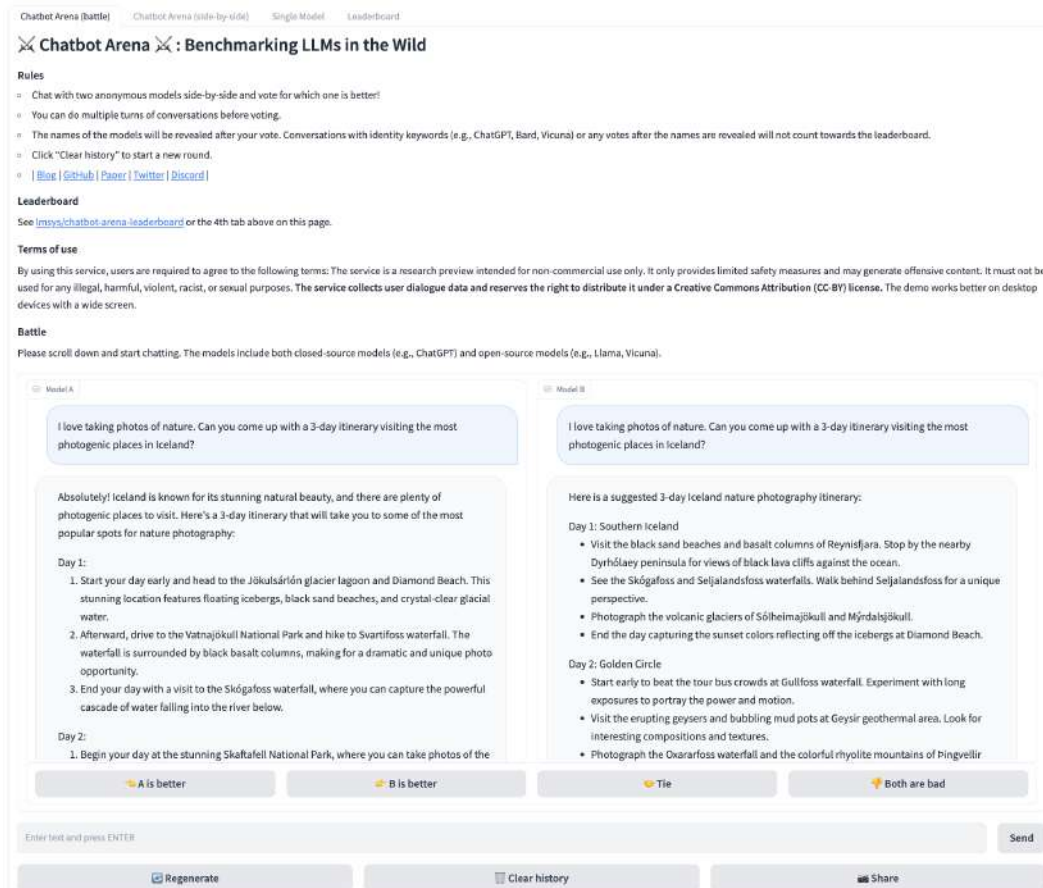 Chatbot Arena (battle) Chatbot Arena (side-by-side) Single Model Leaderboard
⚔ Chatbot Arena ⚔ : Benchmarking LLMs in the Wild
Rules
Chat with two anonymous models side-by-side and vote for which one is better!
You can do multiple turns of conversations before voting.
The names of the models will be revealed after your vote. Conversations with identity keywords (e.g., ChatGPT, Bard, Vicuna) or any votes after the names are revealed will not count towards the leaderboard.
Click "Clear history" to start a new round.
| Blog | GitHub | Paper | Twitter | Discord |
Leaderboard
See lmsys/chatbot-arena-leaderboard or the 4th tab above on this page.
Terms of use
By using this service, users are required to agree to the following terms: The service is a research preview intended for non-commercial use only. It only provides limited safety measures and may generate offensive content. It must not be
used for any illegal, harmful, violent, racist, or sexual purposes. The service collects user dialogue data and reserves the right to distribute it under a Creative Commons Attribution (CC-BY) license. The demo works better on desktop
devices with a wide screen.
Battle
Please scroll down and start chatting. The models include both closed-source models (e.g., ChatGPT) and open-source models (e.g., Llama, Vicuna).
Model A
I love taking photos of nature. Can you come up with a 3-day itinerary visiting the most
photogenic places in Iceland?
Absolutely! Iceland is known for its stunning natural beauty, and there are plenty of
photogenic places to visit. Here's a 3-day itinerary that will take you to some of the most
popular spots for nature photography:
Day 1:
1. Start your day early and head to the Jökulsárlón glacier lagoon and Diamond Beach. This
stunning location features floating icebergs, black sand beaches, and crystal-clear glacial
water.
2. Afterward, drive to the Vatnajökull National Park and hike to Svartifoss waterfall. The
waterfall is surrounded by black basalt columns, making for a dramatic and unique photo
opportunity.
3. End your day with a visit to the Skógafoss waterfall, where you can capture the powerful
cascade of water falling into the river below.
Day 2:
1. Begin your day at the stunning Skaftafell National Park, where you can take photos of the
Model B
I love taking photos of nature. Can you come up with a 3-day itinerary visiting the most
photogenic places in Iceland?
Here is a suggested 3-day Iceland nature photography itinerary:
Day 1: Southern Iceland
Visit the black sand beaches and basalt columns of Reynisfjara. Stop by the nearby
Dyrhólaey peninsula for views of black lava cliffs against the ocean.
See the Skógafoss and Seljalandsfoss waterfalls. Walk behind Seljalandsfoss for a unique
perspective.
Photograph the volcanic glaciers of Sólheimajökull and Mýrdalsjökull.
End the day capturing the sunset colors reflecting off the icebergs at Diamond Beach.
Day 2: Golden Circle
Start early to beat the tour bus crowds at Gullfoss waterfall. Experiment with long
exposures to portray the power and motion.
Visit the erupting geysers and bubbling mud pots at Geysir geothermal area. Look for
interesting compositions and textures.
Photograph the Oxararfoss waterfall and the colorful rhyolite mountains of Þingvellir
👈 A is better 👉 B is better 🤝 Tie 👎 Both are bad
Enter text and press ENTER Send
Regenerate Clear history Share